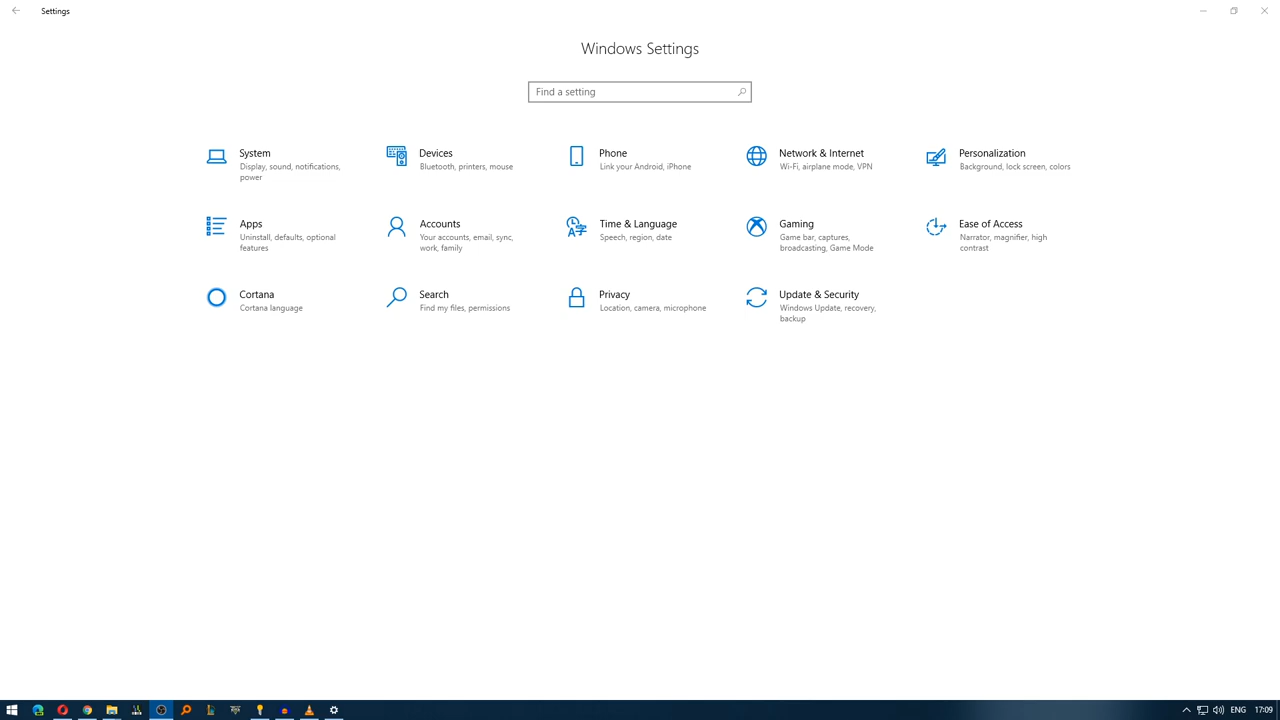 Settings
Windows Settings
Find a setting
System
Display, sound, notifications,
power
Devices
Bluetooth, printers, mouse
Phone
Link your Android, iPhone
Network & Internet
Wi-Fi, airplane mode, VPN
Personalization
Background, lock screen, colors
Apps
Uninstall, defaults, optional
features
Accounts
Your accounts, email, sync,
work, family
Time & Language
Speech, region, date
Gaming
Game bar, captures,
broadcasting, Game Mode
Ease of Access
Narrator, magnifier, high
contrast
Cortana
Cortana language
Search
Find my files, permissions
Privacy
Location, camera, microphone
Update & Security
Windows Update, recovery,
backup
ENG 17:09